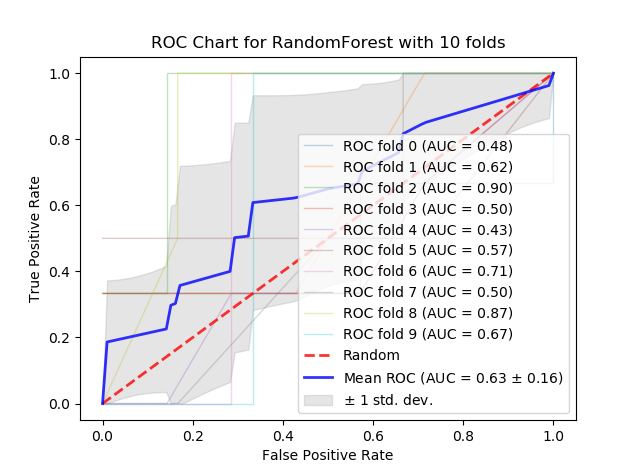 ROC Chart for RandomForest with 10 folds
True Positive Rate
1.0
0.8
0.6
0.4
0.2
0.0
ROC fold 0 (AUC = 0.48)
ROC fold 1 (AUC = 0.62)
ROC fold 2 (AUC = 0.90)
ROC fold 3 (AUC = 0.50)
ROC fold 4 (AUC = 0.43)
ROC fold 5 (AUC = 0.57)
ROC fold 6 (AUC = 0.71)
ROC fold 7 (AUC = 0.50)
ROC fold 8 (AUC = 0.87)
ROC fold 9 (AUC = 0.67)
Random
Mean ROC (AUC = 0.63 ± 0.16)
± 1 std. dev.
0.0 0.2 0.4 0.6 0.8 1.0
False Positive Rate